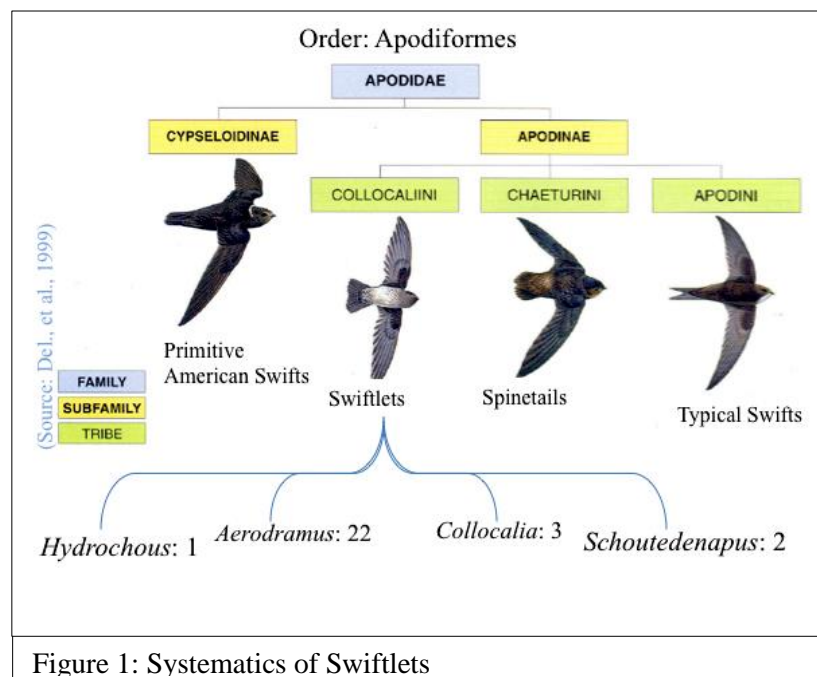 Order: Apodiformes
APODIDAE
CYPSELOIDINAE
APODINAE
COLLOCALIINI
CHAETURINI
APODINI
(Source: Del., et al., 1999)
Primitive
American Swifts
Swiftlets
Spinetails
Typical Swifts
FAMILY
SUBFAMILY
TRIBE
Hydrochous: 1
Aerodramus: 22
Collocalia: 3
Schoutedenapus: 2
Figure 1: Systematics of Swiftlets